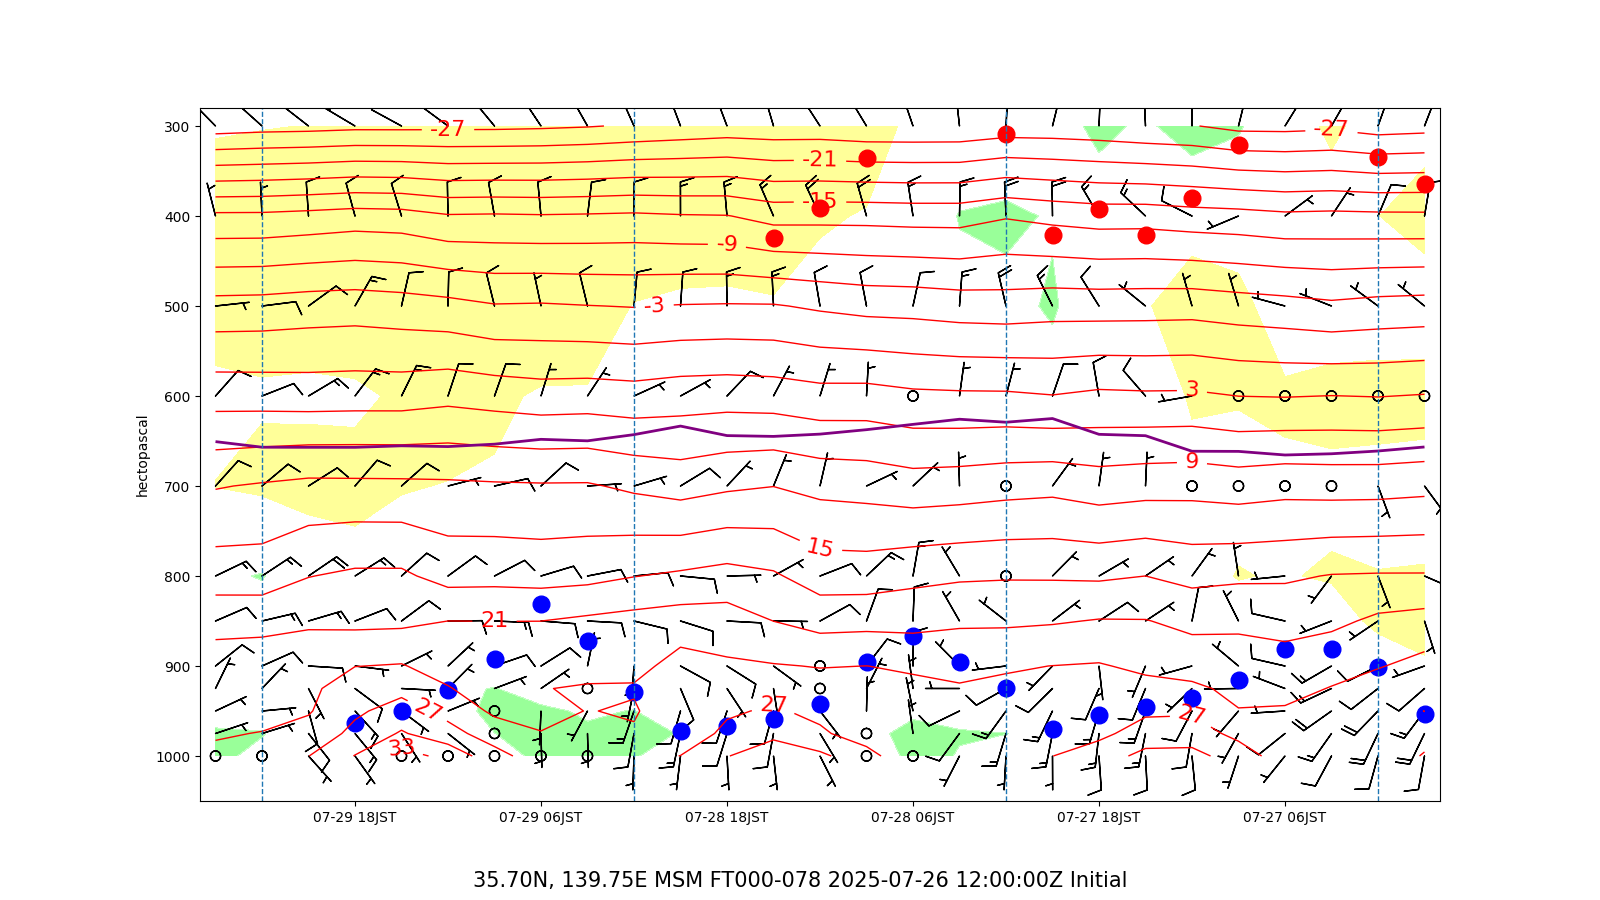 300
400
500
600
700
800
900
1000
hectopascal
-27
-27
-21
-15
-9
-3
3
9
15
21
27
27
27
33
07-29 18JST
07-29 06JST
07-28 18JST
07-28 06JST
07-27 18JST
07-27 06JST
35.70N, 139.75E MSM FT000-078 2025-07-26 12:00:00Z Initial